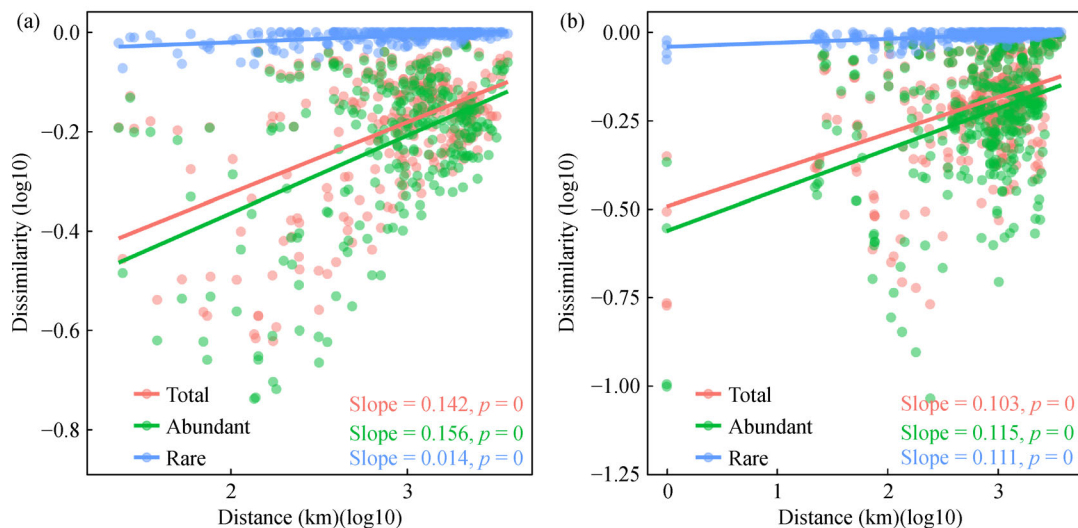 (a)
0.0
−0.2
−0.4
−0.6
−0.8
Dissimilarity (log10)
Total
Abundant
Rare
Slope = 0.142, p = 0
Slope = 0.156, p = 0
Slope = 0.014, p = 0
2
3
Distance (km)(log10)
(b)
0.00
−0.25
−0.50
−0.75
−1.00
−1.25
Dissimilarity (log10)
Total
Abundant
Rare
Slope = 0.103, p = 0
Slope = 0.115, p = 0
Slope = 0.111, p = 0
0
1
2
3
Distance (km)(log10)